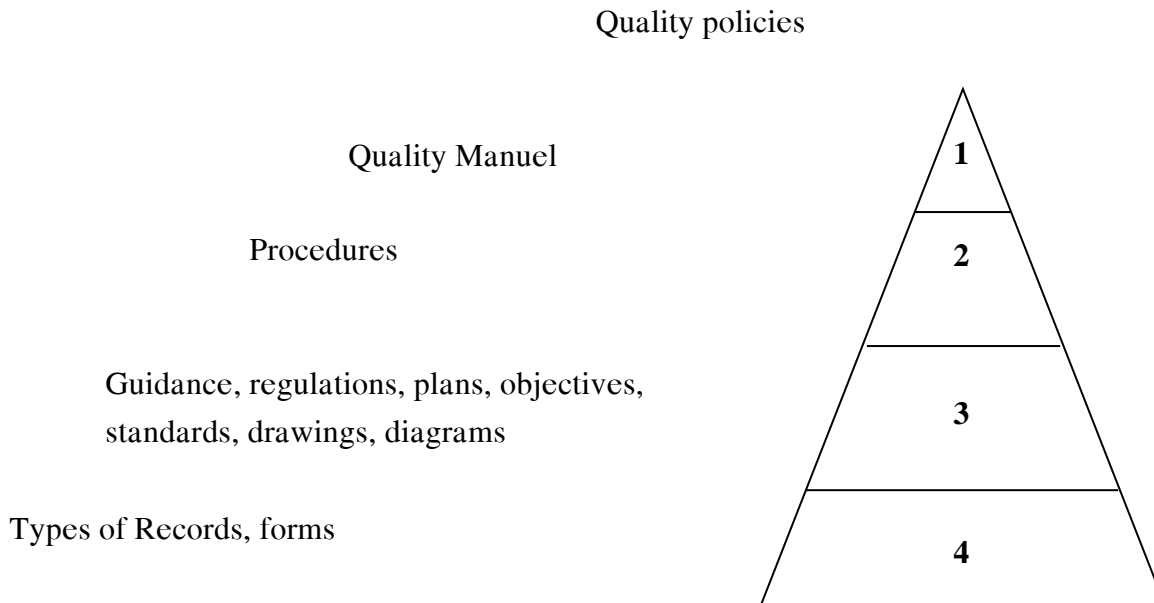 Quality policies
Quality Manuel
1
Procedures
2
Guidance, regulations, plans, objectives,
standards, drawings, diagrams
3
Types of Records, forms
4